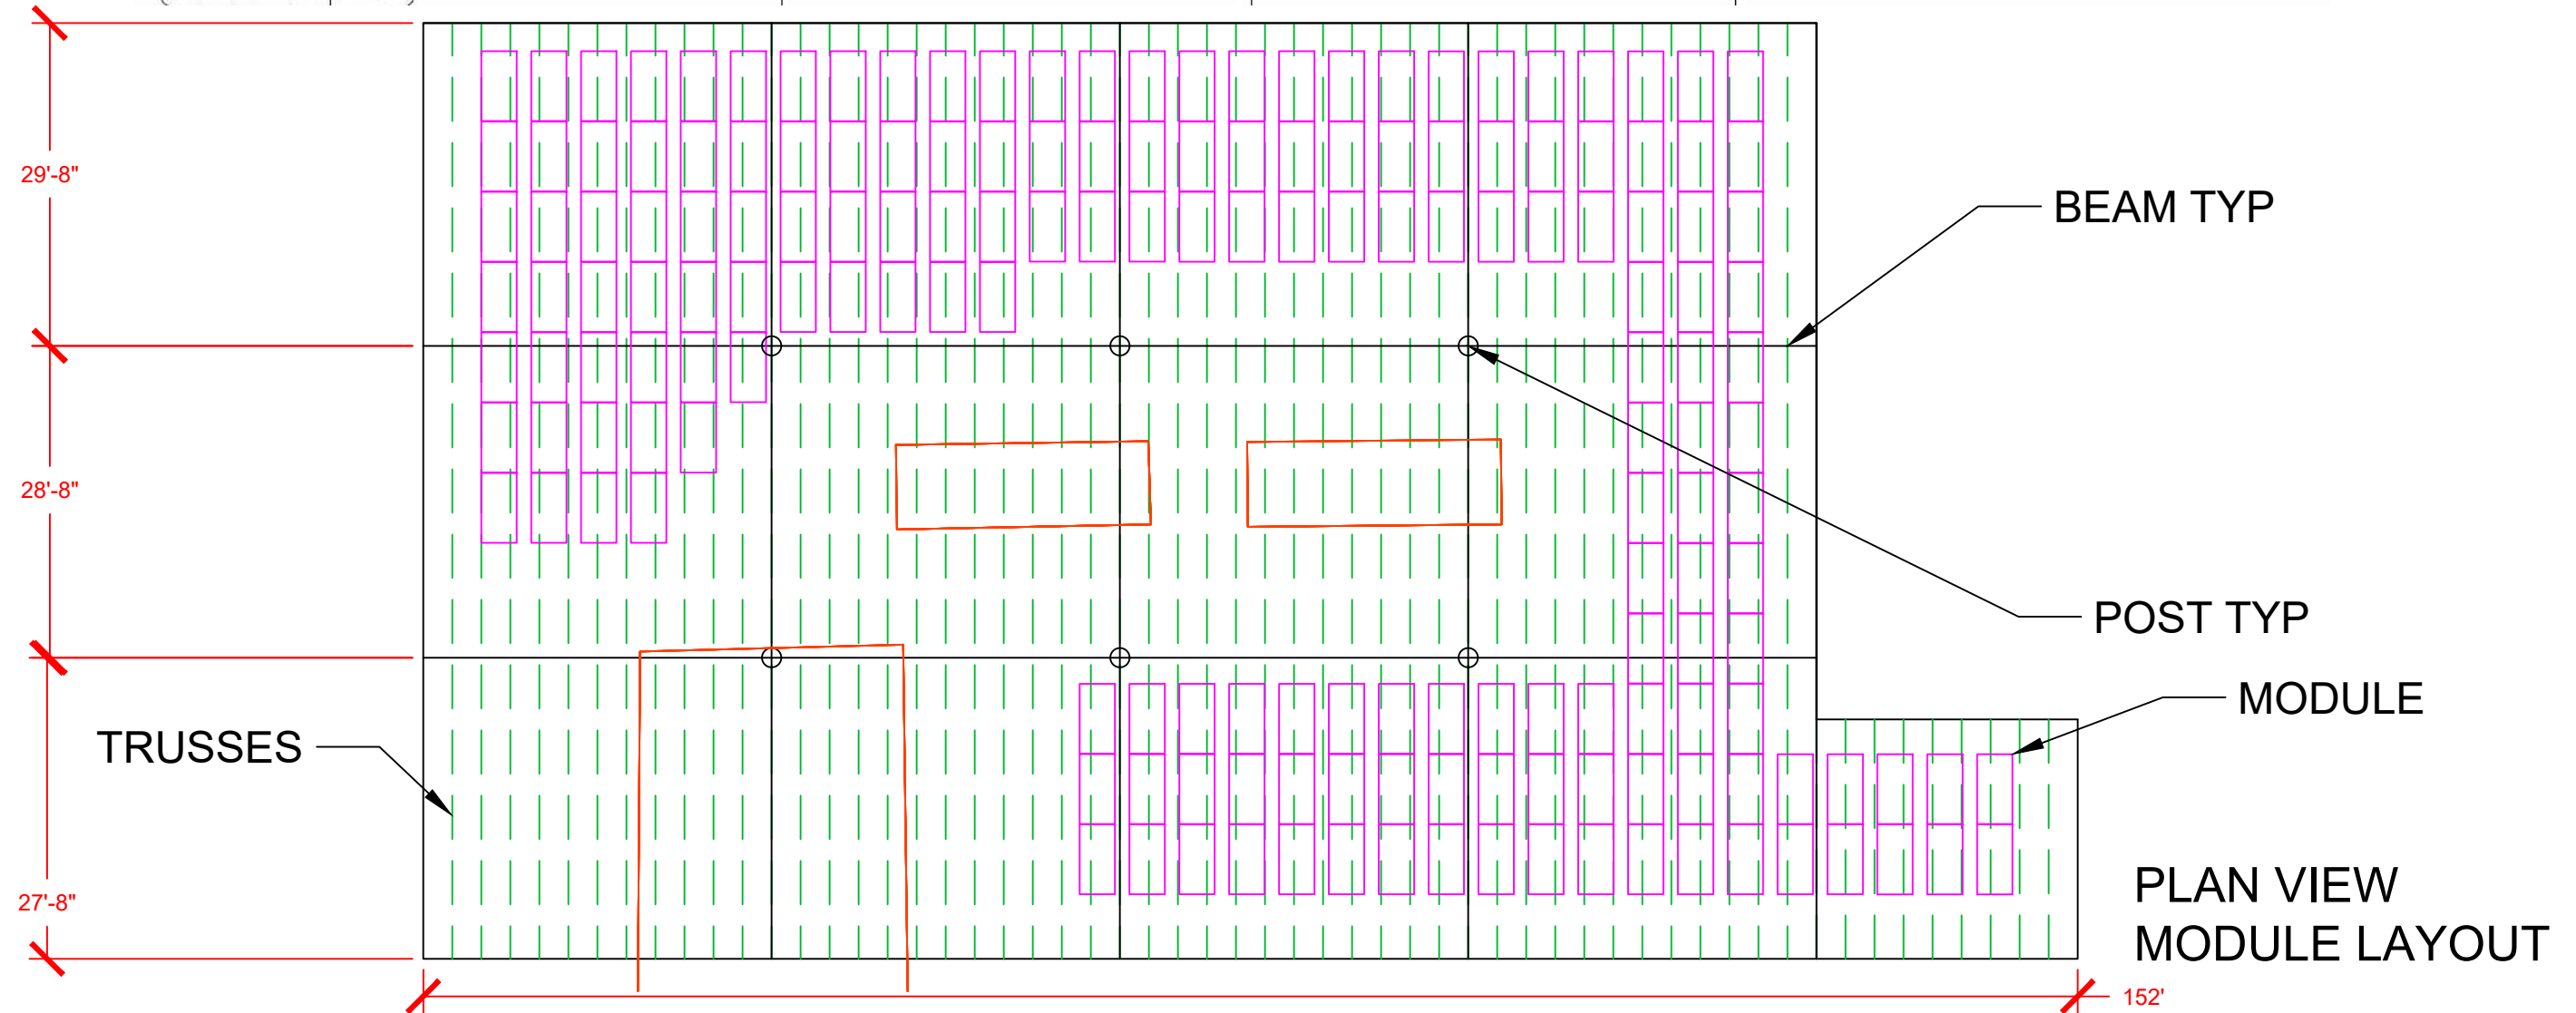 29'-8"
BEAM TYP
28'-8"
POST TYP
MODULE
TRUSSES
27'-8"
PLAN VIEW
MODULE LAYOUT
152'